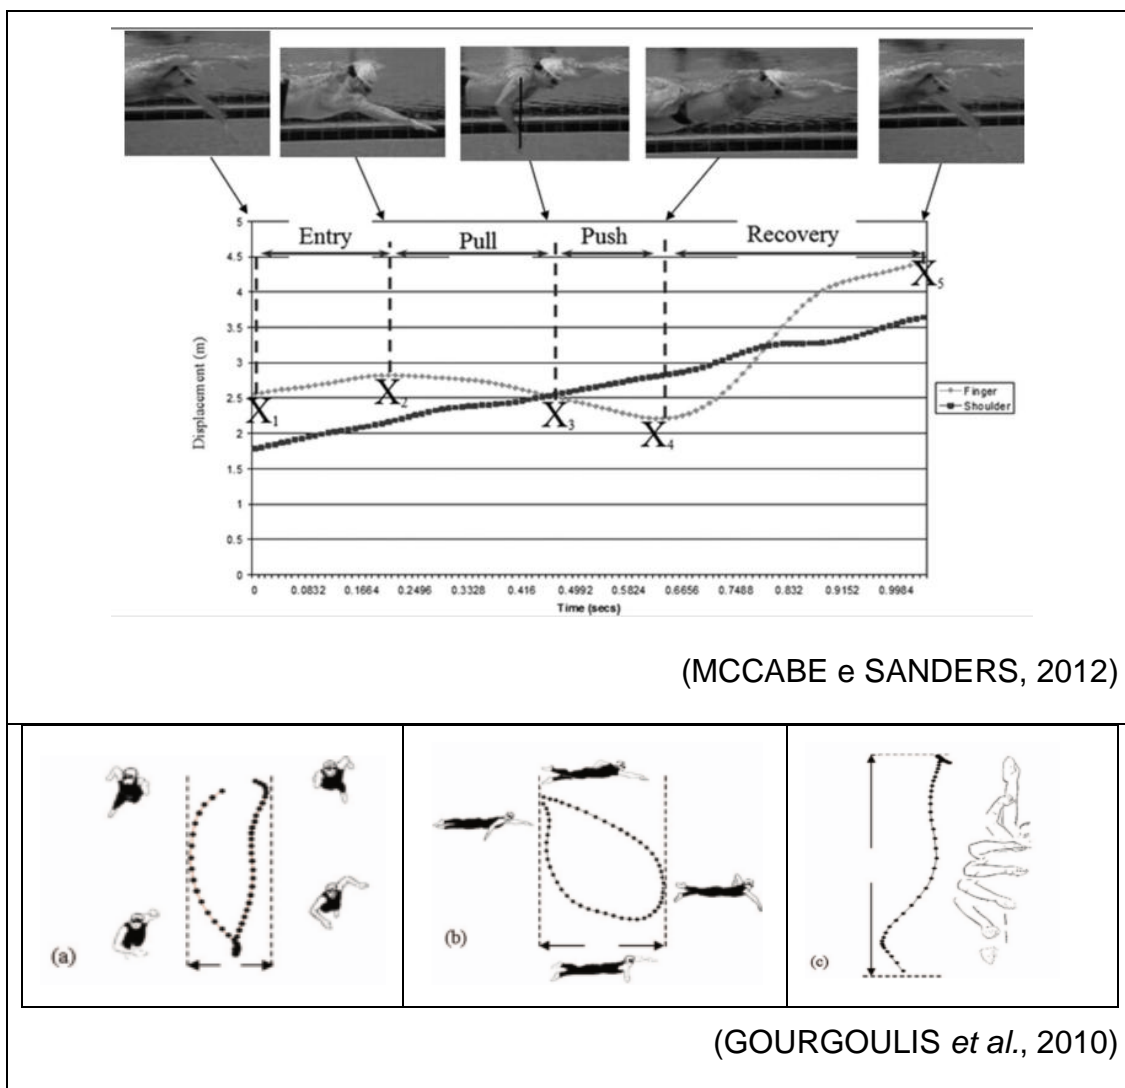 Entry Pull Push Recovery
5
4.5
4
3.5
3
2.5
2
1.5
1
0.5
0
Displacement (m)
X1
X2
X3
X4
X5
Finger
Shoulder
0 0.0832 0.1664 0.2496 0.3328 0.416 0.4992 0.5824 0.6656 0.7488 0.832 0.9152 0.9984
Time (secs)
(MCCABE e SANDERS, 2012)
(a)
(b)
(c)
(GOURGOULIS et al., 2010)